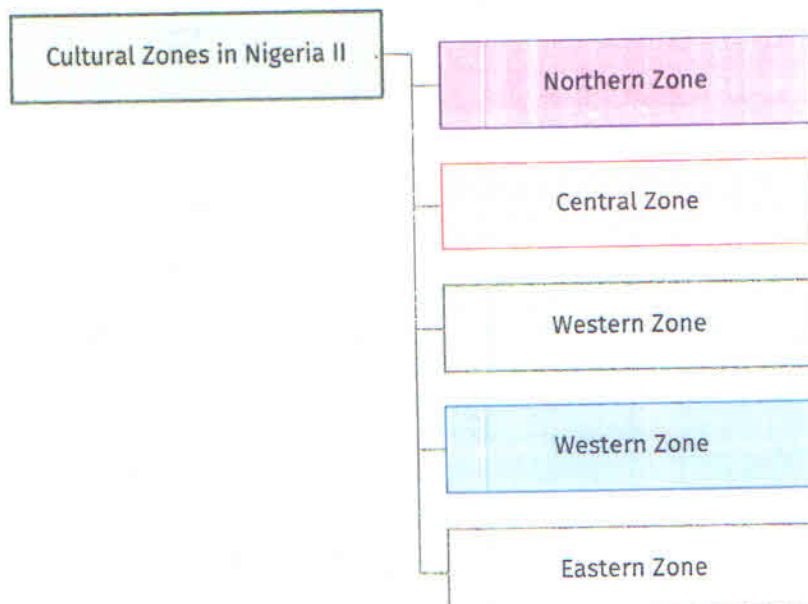 Cultural Zones in Nigeria II
Northern Zone
Central Zone
Western Zone
Western Zone
Eastern Zone